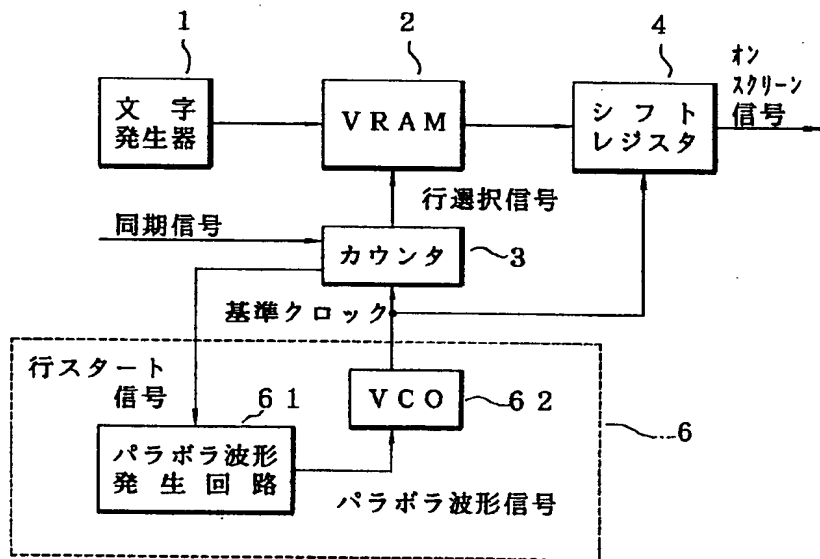 1
2
4
オン
スクリーン
信号
文字
発生器
VRAM
シフト
レジスタ
行選択信号
同期信号
カウンタ
3
基準クロック
行スタート
信号
61
VCO
62
6
パラボラ波形
発生回路
パラボラ波形信号